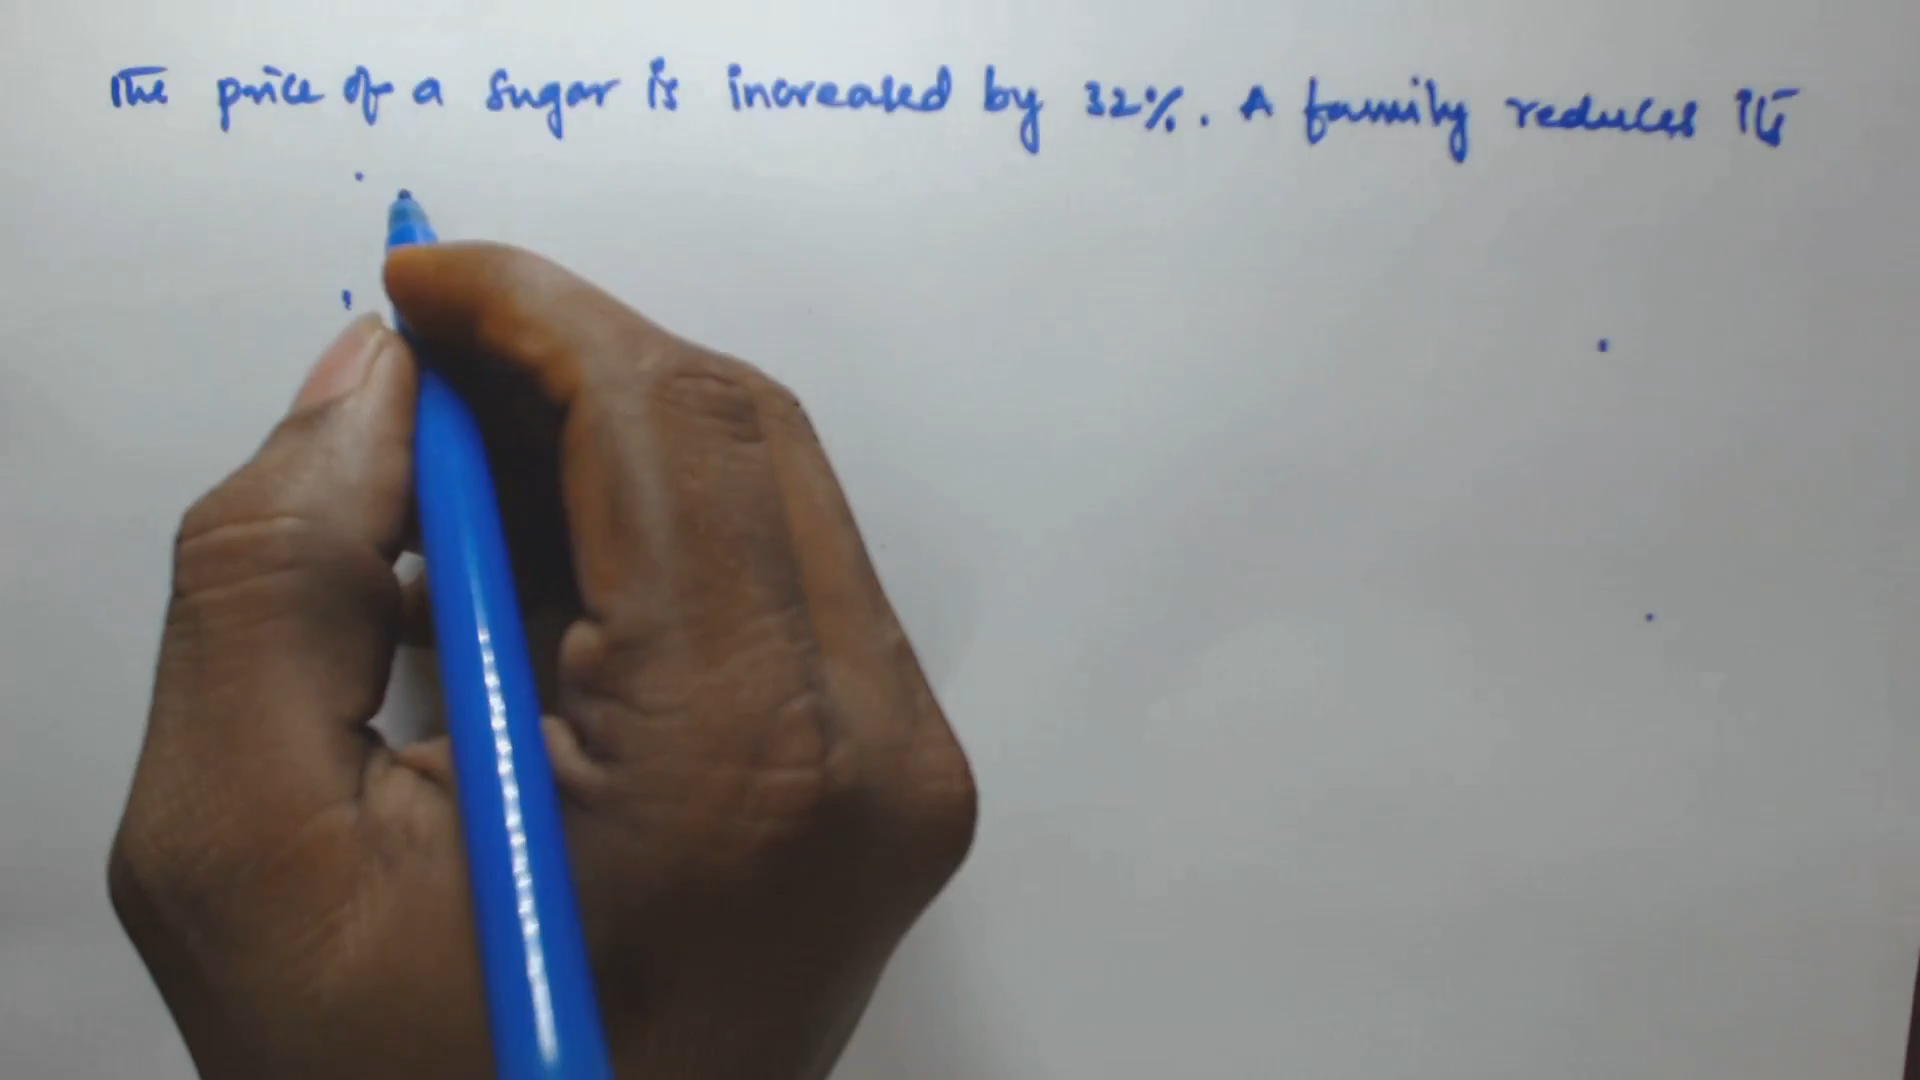 The price of a sugar is increased by 32%. A family reduces its